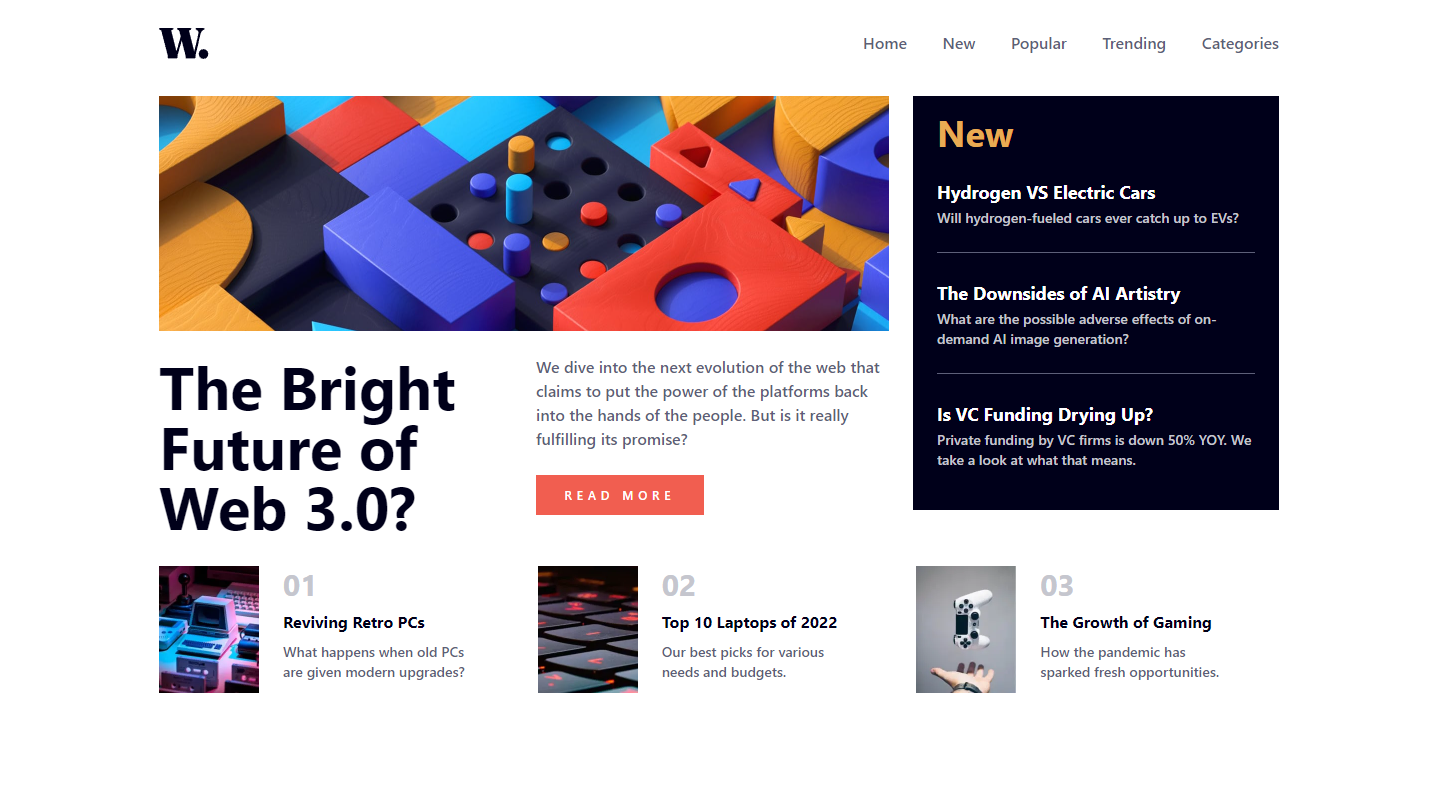 W.
Home New Popular Trending Categories
New
Hydrogen VS Electric Cars
Will hydrogen-fueled cars ever catch up to EVs?
The Downsides of AI Artistry
What are the possible adverse effects of on-
demand AI image generation?
Is VC Funding Drying Up?
Private funding by VC firms is down 50% YOY. We
take a look at what that means.
The Bright
Future of
Web 3.0?
We dive into the next evolution of the web that
claims to put the power of the platforms back
into the hands of the people. But is it really
fulfilling its promise?
READ MORE
01
Reviving Retro PCs
What happens when old PCs
are given modern upgrades?
02
Top 10 Laptops of 2022
Our best picks for various
needs and budgets.
03
The Growth of Gaming
How the pandemic has
sparked fresh opportunities.